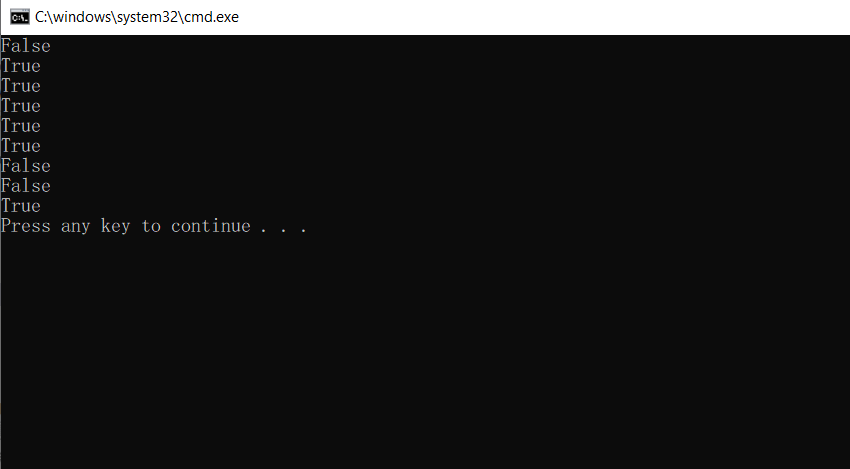 C:\windows\system32\cmd.exe
False
True
True
True
True
True
False
False
True
Press any key to continue . . .